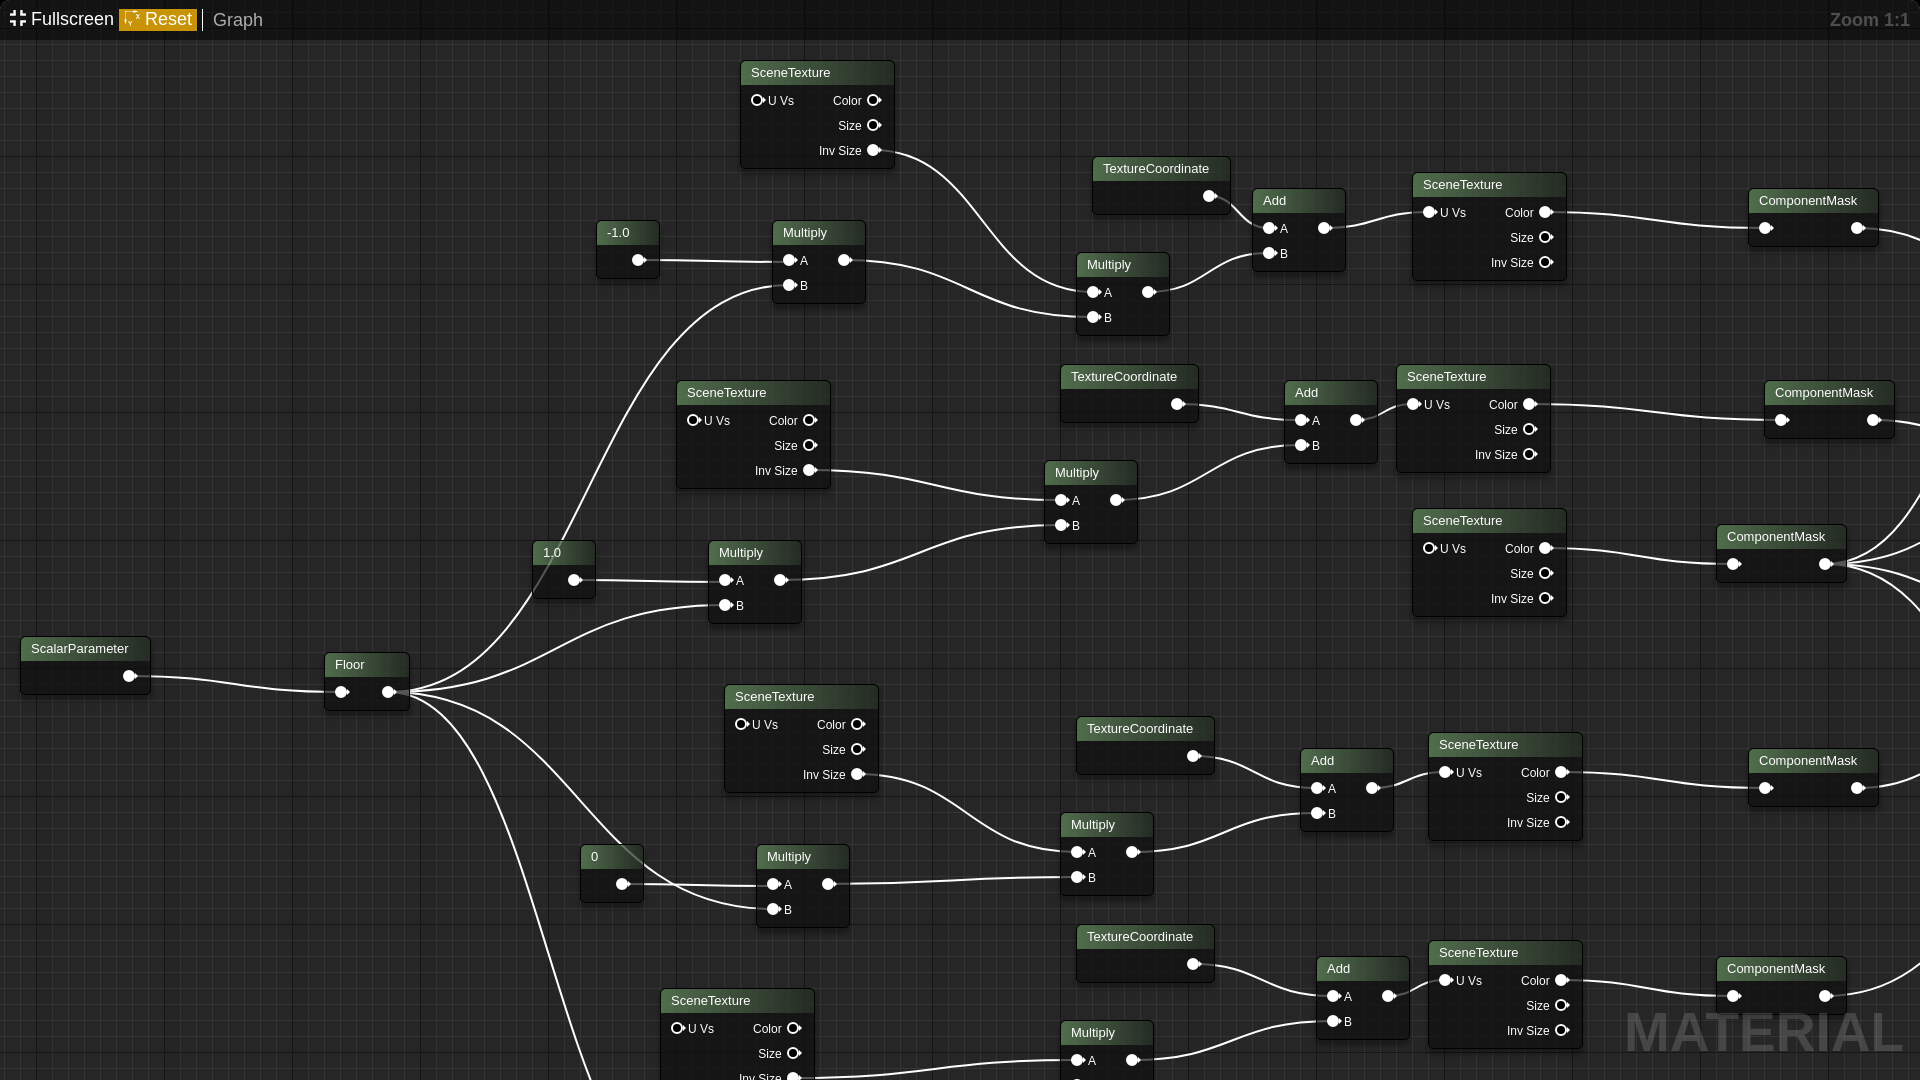 Fullscreen Reset Graph
Zoom 1:1
SceneTexture
U Vs Color
Size
Inv Size
TextureCoordinate
Add
A
B
SceneTexture
U Vs Color
Size
Inv Size
ComponentMask
-1.0
Multiply
A
B
Multiply
A
B
SceneTexture
U Vs Color
Size
Inv Size
TextureCoordinate
Add
A
B
SceneTexture
U Vs Color
Size
Inv Size
ComponentMask
Multiply
A
B
1.0
Multiply
A
B
SceneTexture
U Vs Color
Size
Inv Size
ComponentMask
ScalarParameter
Floor
SceneTexture
U Vs Color
Size
Inv Size
TextureCoordinate
Add
A
B
SceneTexture
U Vs Color
Size
Inv Size
ComponentMask
0
Multiply
A
B
Multiply
A
B
TextureCoordinate
Add
A
B
SceneTexture
U Vs Color
Size
Inv Size
ComponentMask
SceneTexture
U Vs Color
Size
Inv Size
Multiply
A
MATERIAL